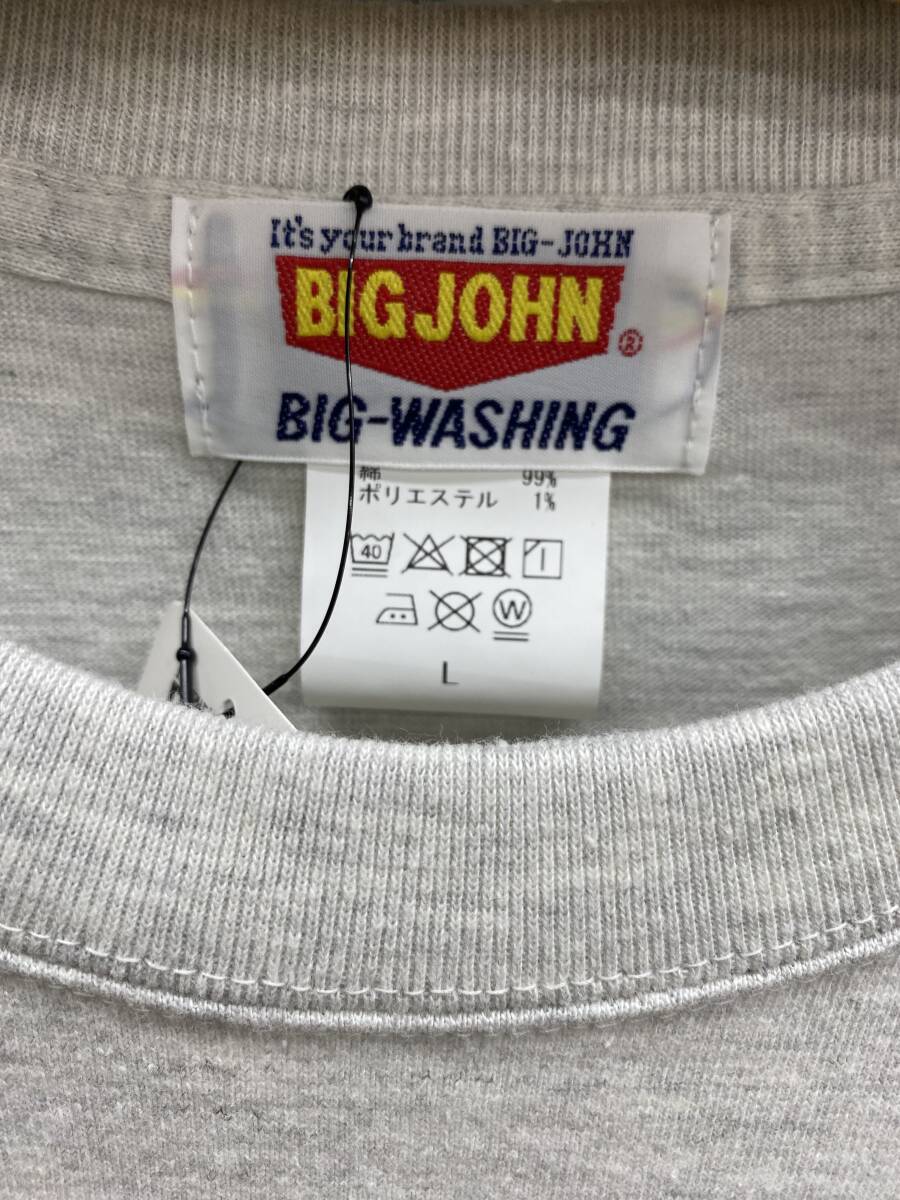 It's your brand BIG-JOHN
BIG JOHN
®
BIG-WASHING
綿 99%
ポリエステル 1%
40
W
L